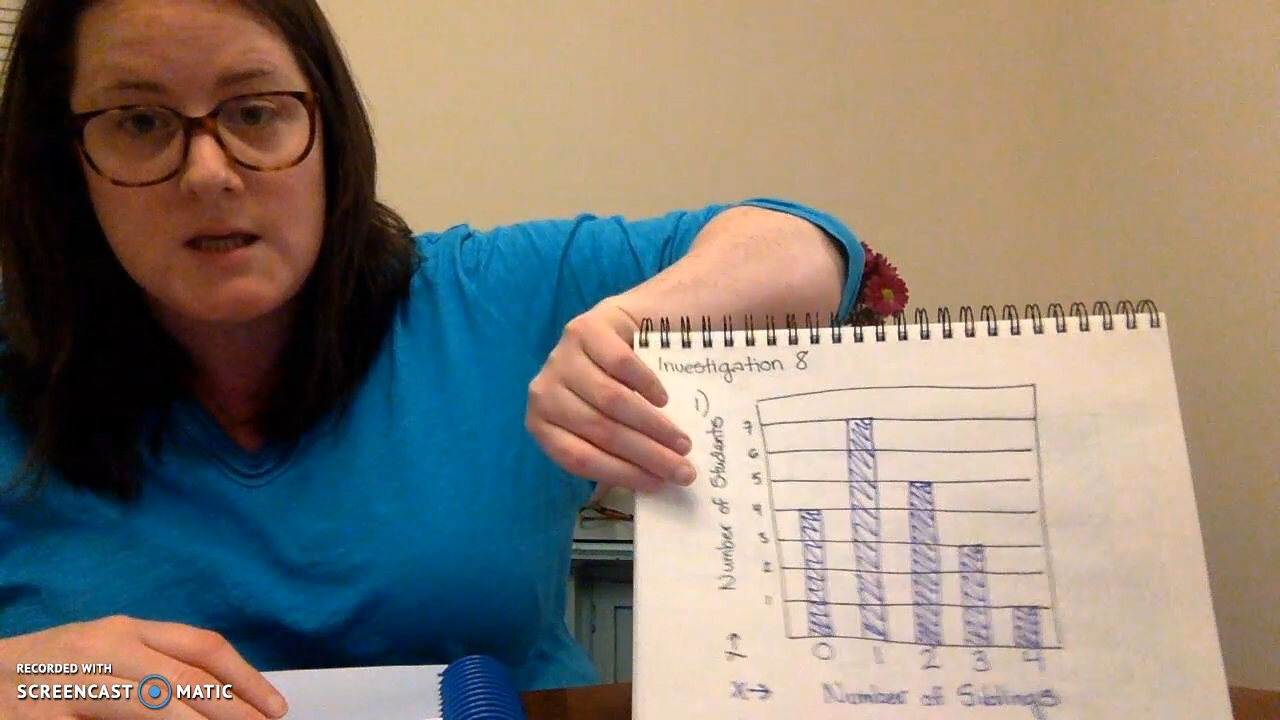 Investigation 8
1)
Number of Students
7
6
5
4
3
2
1
y→
0 1 2 3 4
x→ Number of Siblings
RECORDED WITH
SCREENCAST MATIC